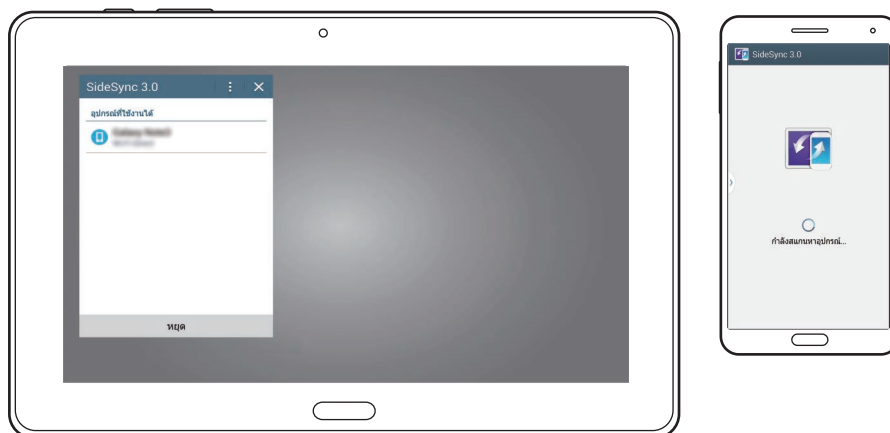 SideSync 3.0
อุปกรณ์ที่ใช้งานได้
หยุด
SideSync 3.0
กำลังสแกนหาอุปกรณ์...